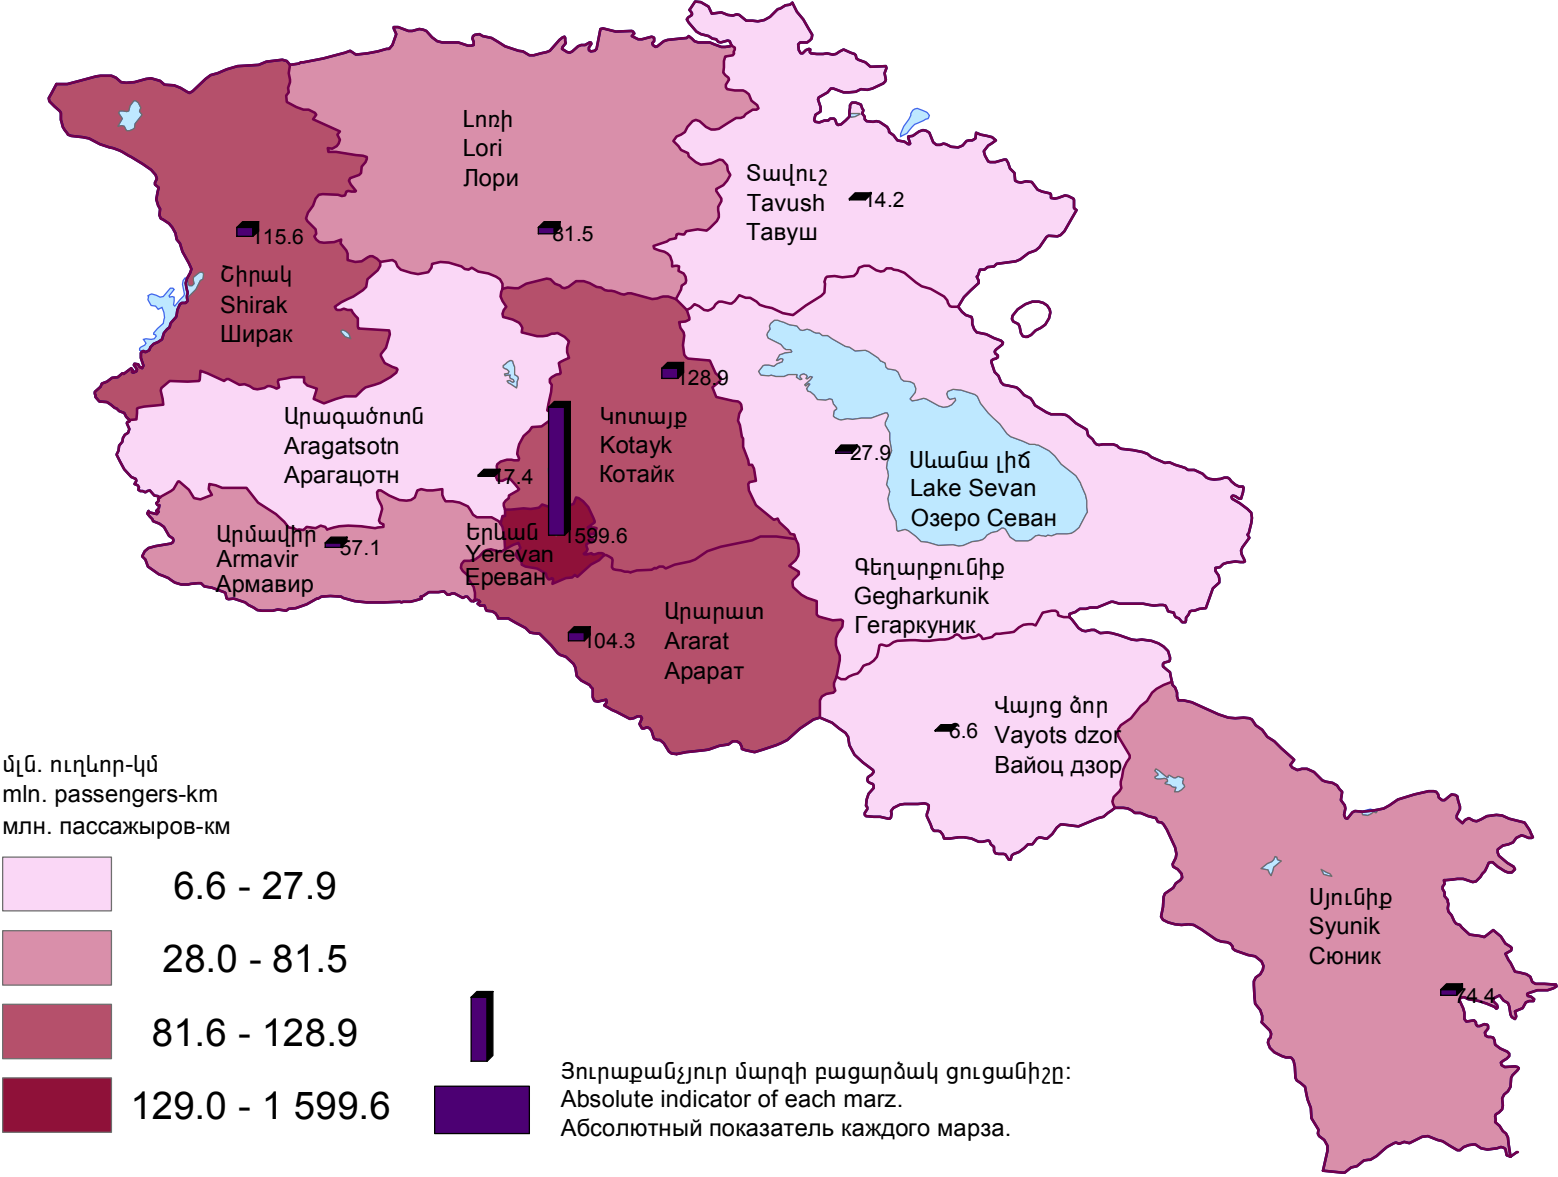 Լոռի
Lori
Лори
81.5
Տավուշ
Tavush
Тавуш
14.2
115.6
Շիրակ
Shirak
Ширак
128.9
Արագածոտն
Aragatsotn
Арагацотн
17.4
Կոտայք
Kotayk
Котайк
27.9
Սևանա լիճ
Lake Sevan
Озеро Севан
Արմավիր
Armavir
Армавир
57.1
Երևան
Yerevan
Ереван
1599.6
Գեղարքունիք
Gegharkunik
Гегаркуник
Արարատ
Ararat
Арарат
104.3
Վայոց ձոր
Vayots dzor
Вайоц дзор
6.6
Սյունիք
Syunik
Сюник
74.4
մլն. ուղևոր-կմ
mln. passengers-km
млн. пассажыров-км
6.6 - 27.9
28.0 - 81.5
81.6 - 128.9
129.0 - 1 599.6
Յուրաքանչյուր մարզի բացարձակ ցուցանիշը:
Absolute indicator of each marz.
Абсолютный показатель каждого марза.